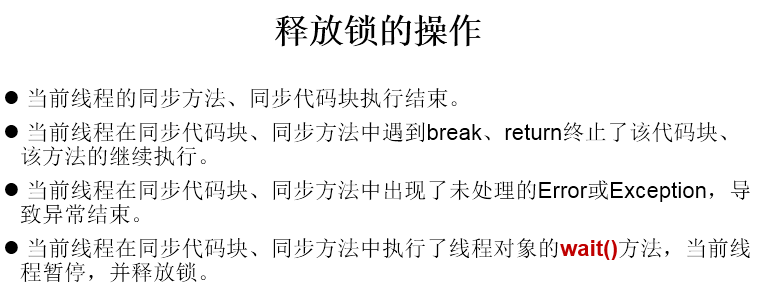 释放锁的操作
● 当前线程的同步方法、同步代码块执行结束。
● 当前线程在同步代码块、同步方法中遇到break、return终止了该代码块、
该方法的继续执行。
● 当前线程在同步代码块、同步方法中出现了未处理的Error或Exception，导
致异常结束。
● 当前线程在同步代码块、同步方法中执行了线程对象的wait()方法，当前线
程暂停，并释放锁。